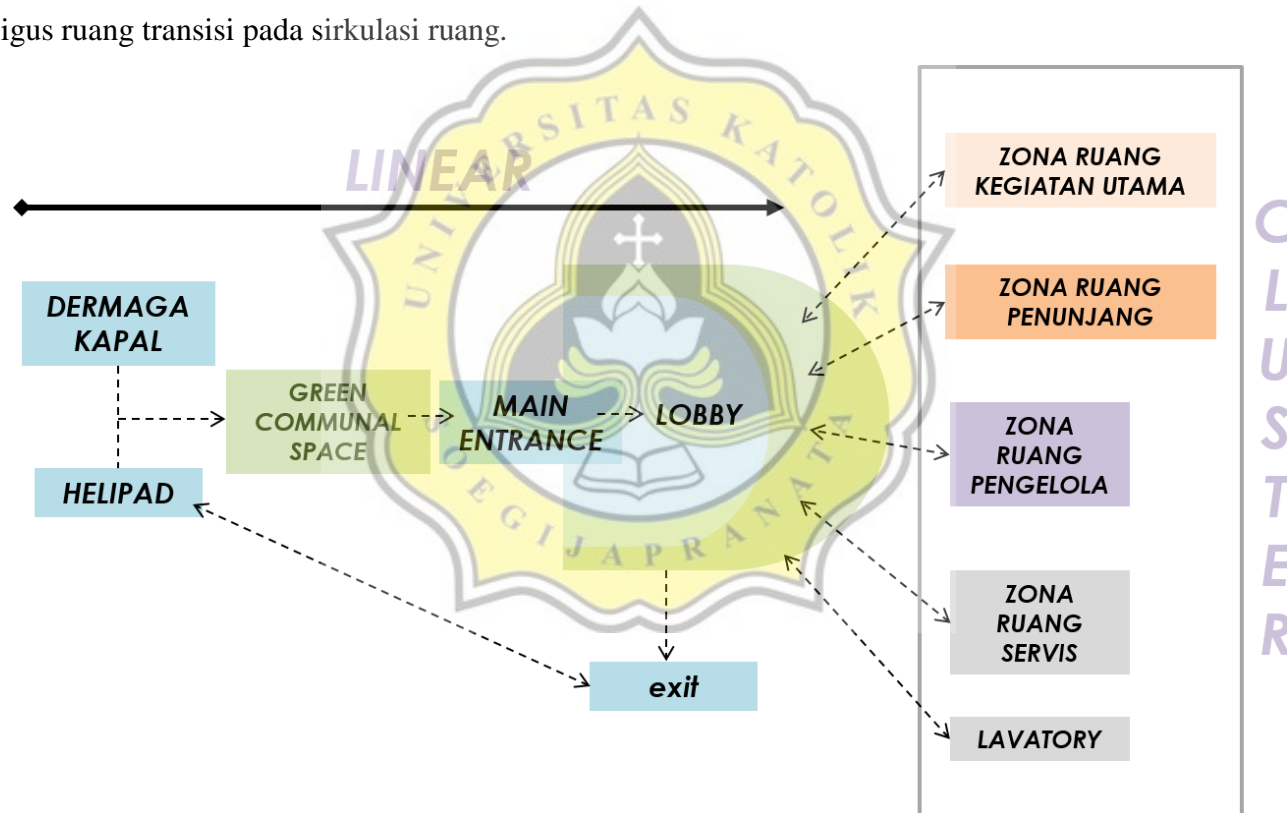 igus ruang transisi pada sirkulasi ruang.
UNIVERSITAS KATOLIK
SOEGIJAPRANATA
LINEAR
DERMAGA
KAPAL
HELIPAD
GREEN
COMMUNAL
SPACE
MAIN
ENTRANCE
LOBBY
exit
ZONA RUANG
KEGIATAN UTAMA
ZONA RUANG
PENUNJANG
ZONA
RUANG
PENGELOLA
ZONA
RUANG
SERVIS
LAVATORY
C
L
U
S
T
E
R